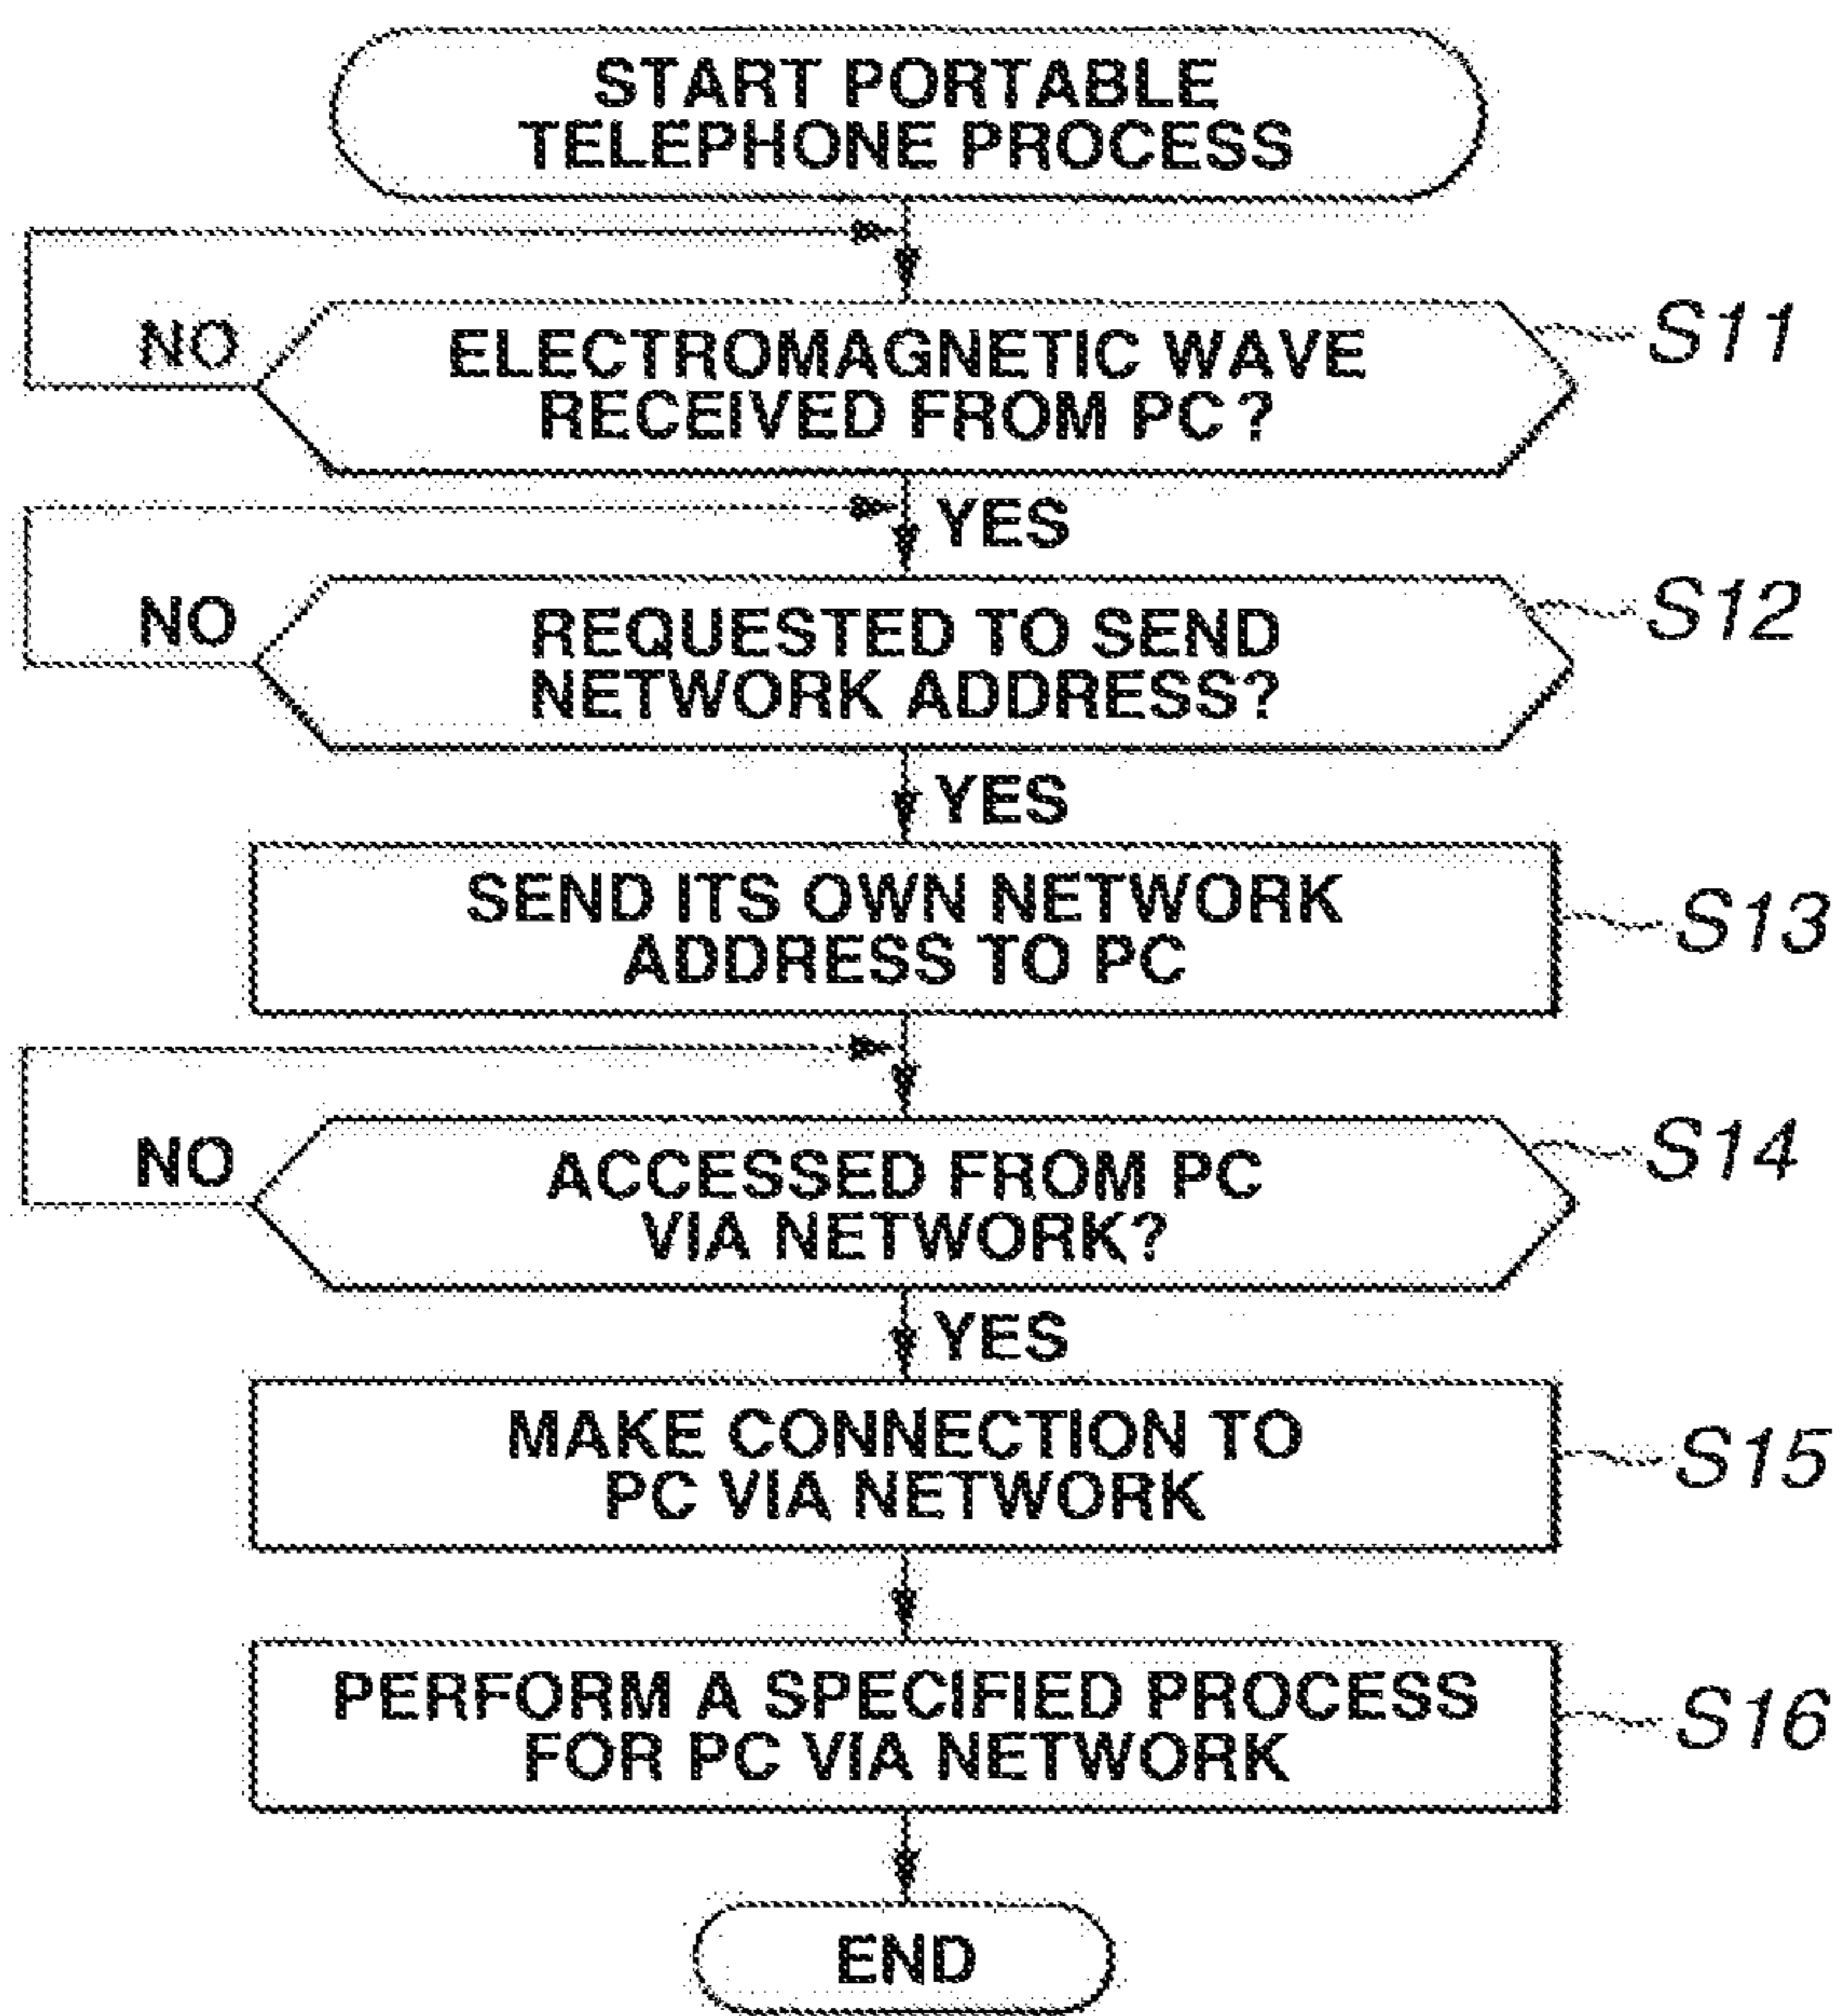 START PORTABLE
TELEPHONE PROCESS
NO
ELECTROMAGNETIC WAVE
RECEIVED FROM PC?
S11
YES
NO
REQUESTED TO SEND
NETWORK ADDRESS?
S12
YES
SEND ITS OWN NETWORK
ADDRESS TO PC
S13
NO
ACCESSED FROM PC
VIA NETWORK?
S14
YES
MAKE CONNECTION TO
PC VIA NETWORK
S15
PERFORM A SPECIFIED PROCESS
FOR PC VIA NETWORK
S16
END